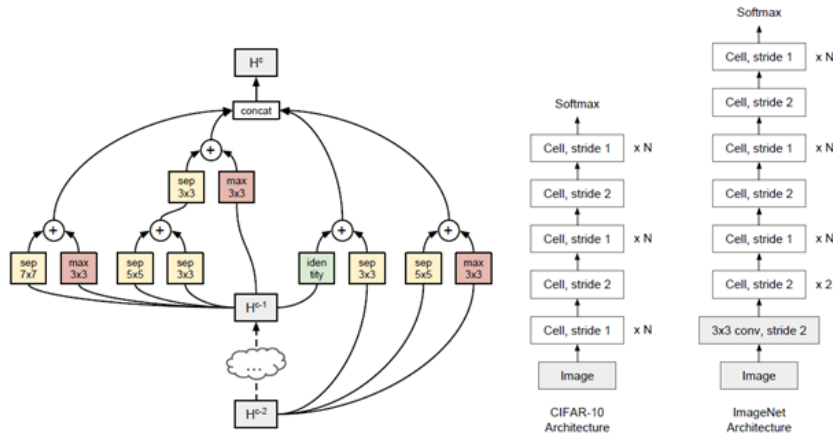 H^c
concat
+
sep
3x3
max
3x3
+
+
+
+
sep
7x7
max
3x3
sep
5x5
sep
3x3
iden
tity
sep
3x3
sep
5x5
max
3x3
H^c-1
...
H^c-2
Softmax
Cell, stride 1 x N
Cell, stride 2
Cell, stride 1 x N
Cell, stride 2
Cell, stride 1 x N
Image
CIFAR-10
Architecture
Softmax
Cell, stride 1 x N
Cell, stride 2
Cell, stride 1 x N
Cell, stride 2
Cell, stride 1 x N
Cell, stride 2 x 2
3x3 conv, stride 2
Image
ImageNet
Architecture